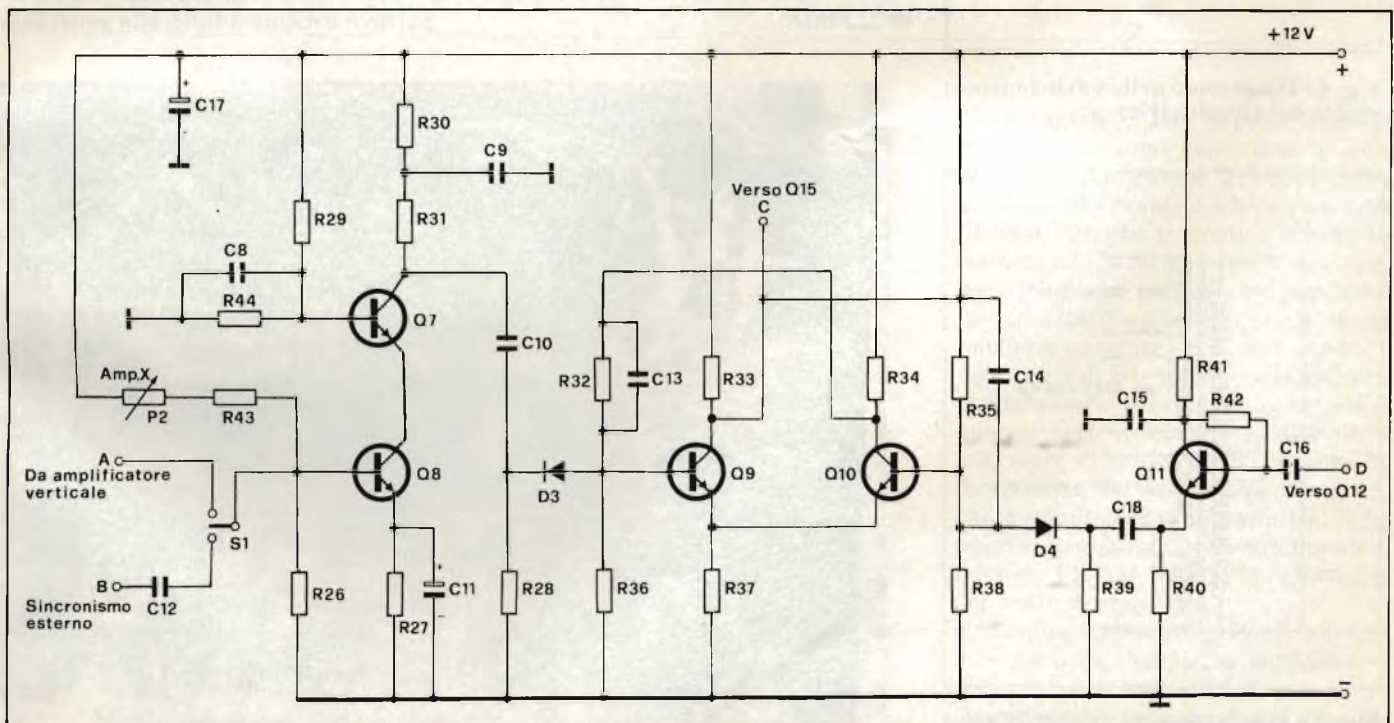 +12 V
+
C17
R30
C9
R29
R31
Verso Q15
C
C8
R44
Q7
C10
R32
C13
R33
R34
R35
C14
R41
C15
R42
Amp.X
P2
R43
A
Da amplificatore
verticale
Q8
D3
Q9
Q10
Q11
C16
D
Verso Q12
S1
C18
D4
B
C12
Sincronismo
esterno
R26
R27
C11
R28
R36
R37
R38
R39
R40
-